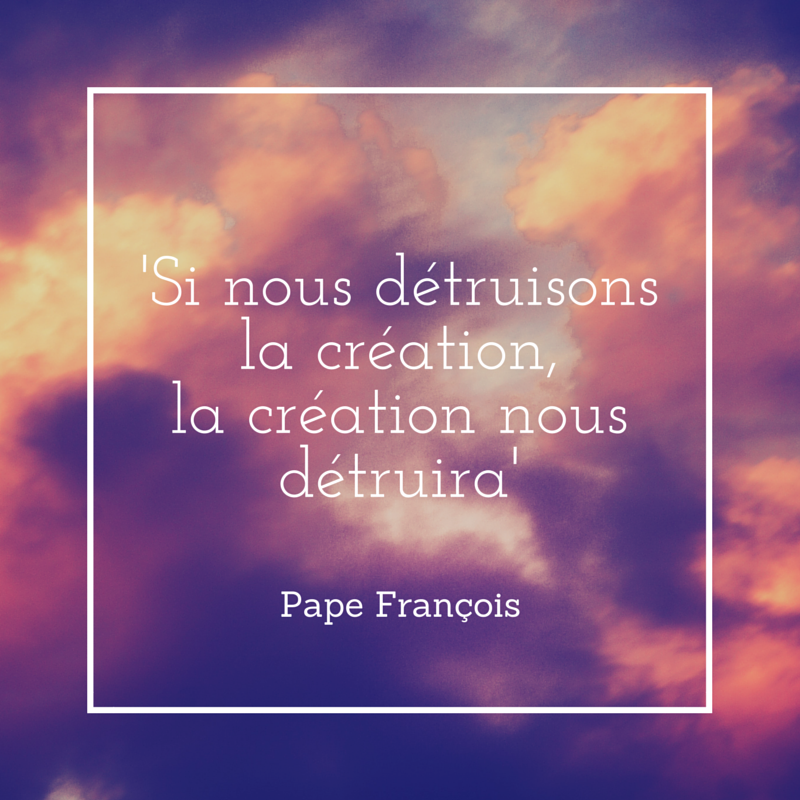 'Si nous détruisons
la création,
la création nous
détruira'
Pape François